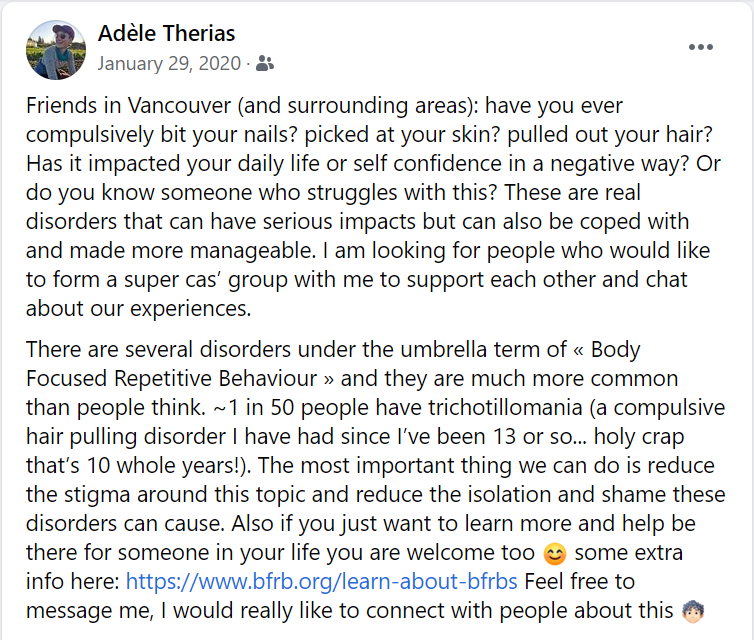 Adèle Therias
January 29, 2020 ·
Friends in Vancouver (and surrounding areas): have you ever
compulsively bit your nails? picked at your skin? pulled out your hair?
Has it impacted your daily life or self confidence in a negative way? Or
do you know someone who struggles with this? These are real
disorders that can have serious impacts but can also be coped with
and made more manageable. I am looking for people who would like
to form a super cas’ group with me to support each other and chat
about our experiences.
There are several disorders under the umbrella term of « Body
Focused Repetitive Behaviour » and they are much more common
than people think. ~1 in 50 people have trichotillomania (a compulsive
hair pulling disorder I have had since I’ve been 13 or so... holy crap
that’s 10 whole years!). The most important thing we can do is reduce
the stigma around this topic and reduce the isolation and shame these
disorders can cause. Also if you just want to learn more and help be
there for someone in your life you are welcome too 😊 some extra
info here: https://www.bfrb.org/learn-about-bfrbs Feel free to
message me, I would really like to connect with people about this 🧑🏻‍🦱